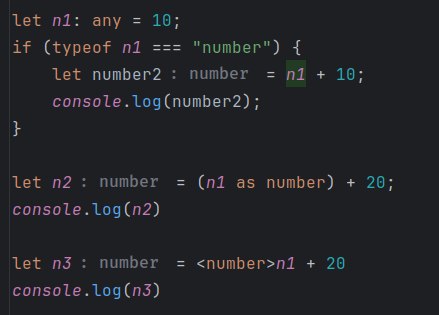 let n1: any = 10;
if (typeof n1 === "number") {
let number2 : number = n1 + 10;
console.log(number2);
}
let n2 : number = (n1 as number) + 20;
console.log(n2)
let n3 : number = <number>n1 + 20
console.log(n3)